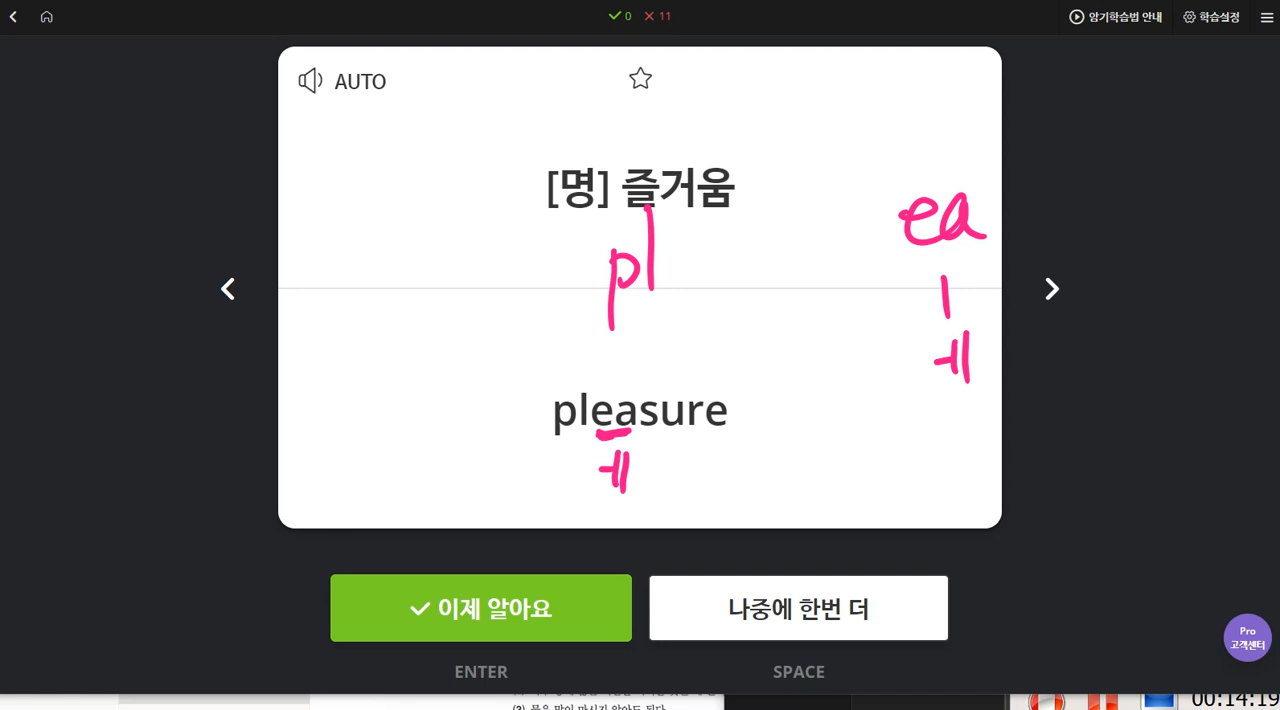 0 11 암기학습법 안내 학습설정
AUTO
[명] 즐거움
ea
pl
ㅣ
ㅔ
pleasure
ㅔ
이제 알아요 나중에 한번 더
Pro
고객센터
ENTER SPACE
00:14:19